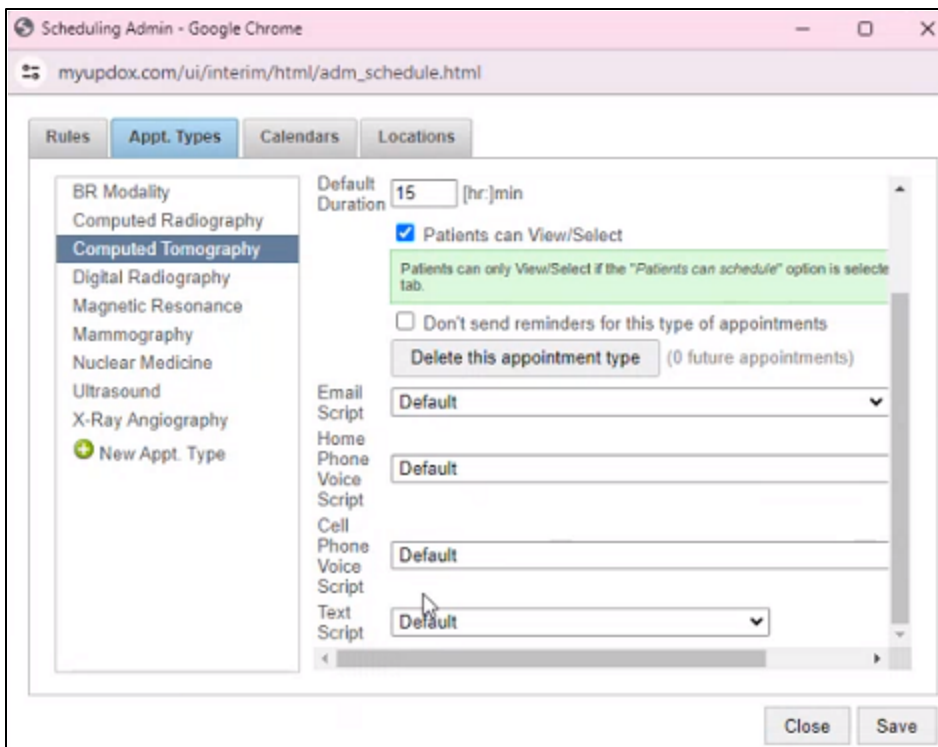 Scheduling Admin - Google Chrome
myupdox.com/ui/interim/html/adm_schedule.html
Rules
Appt. Types
Calendars
Locations
BR Modality
Computed Radiography
Computed Tomography
Digital Radiography
Magnetic Resonance
Mammography
Nuclear Medicine
Ultrasound
X-Ray Angiography
New Appt. Type
Default
Duration
15 [hr:]min
Patients can View/Select
Patients can only View/Select if the "Patients can schedule" option is selecte
tab.
Don't send reminders for this type of appointments
Delete this appointment type (0 future appointments)
Email
Script
Default
Home
Phone
Voice
Script
Default
Cell
Phone
Voice
Script
Default
Text
Script
Default
Close
Save